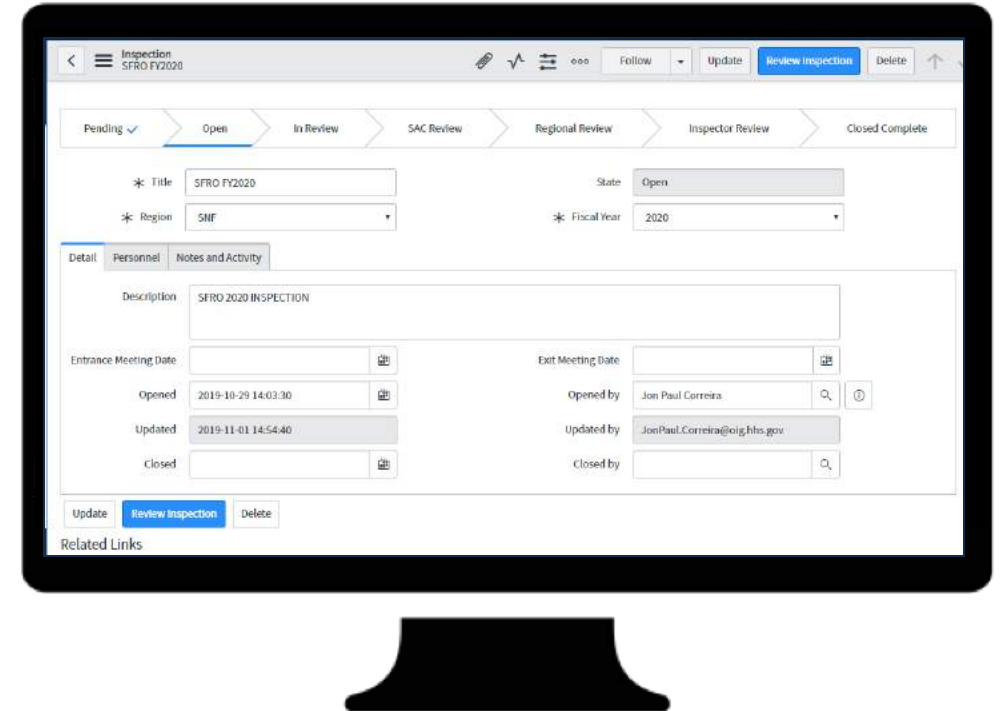 Inspection
SFRO FY2020
Follow Update Review Inspection Delete
Pending Open In Review SAC Review Regional Review Inspector Review Closed Complete
Title SFRO FY2020 State Open
Region SNF Fiscal Year 2020
Detail Personnel Notes and Activity
Description SFRO 2020 INSPECTION
Entrance Meeting Date Exit Meeting Date
Opened 2019-10-29 14:03:30 Opened by Jon Paul Correira
Updated 2019-11-01 14:54:40 Updated by JonPaul.Correira@oig.hhs.gov
Closed Closed by
Update Review Inspection Delete
Related Links